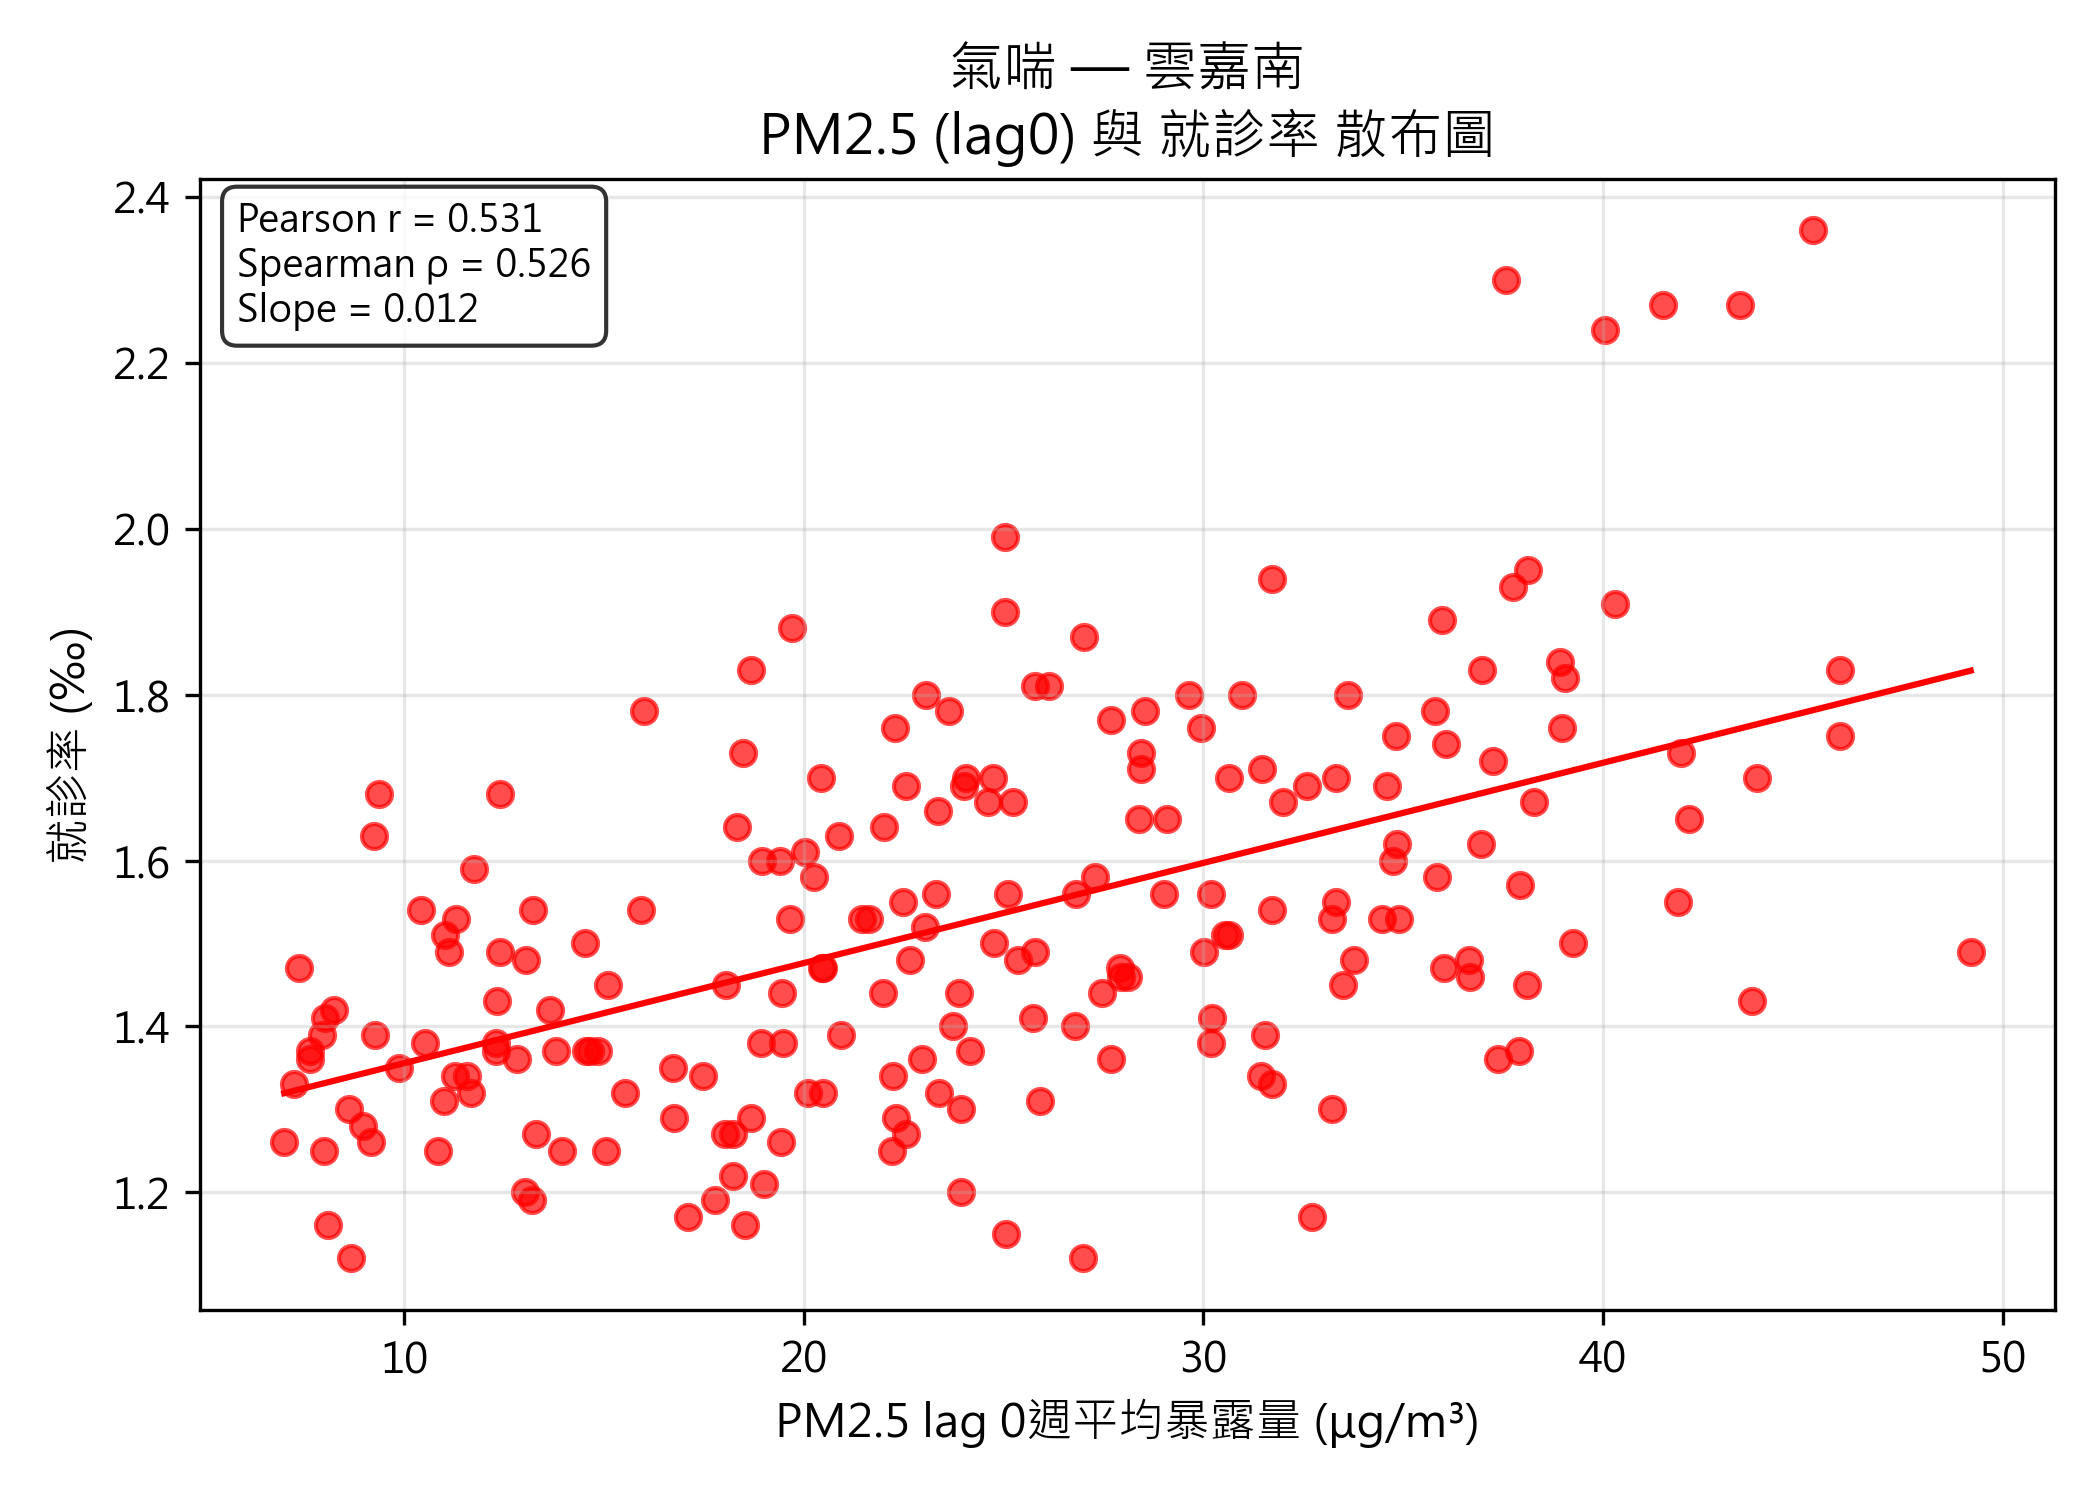 氣喘 — 雲嘉南
PM2.5 (lag0) 與 就診率 散布圖
Pearson r = 0.531
Spearman ρ = 0.526
Slope = 0.012
就診率 (‰)
2.4
2.2
2.0
1.8
1.6
1.4
1.2
10 20 30 40 50
PM2.5 lag 0週平均暴露量 (μg/m³)